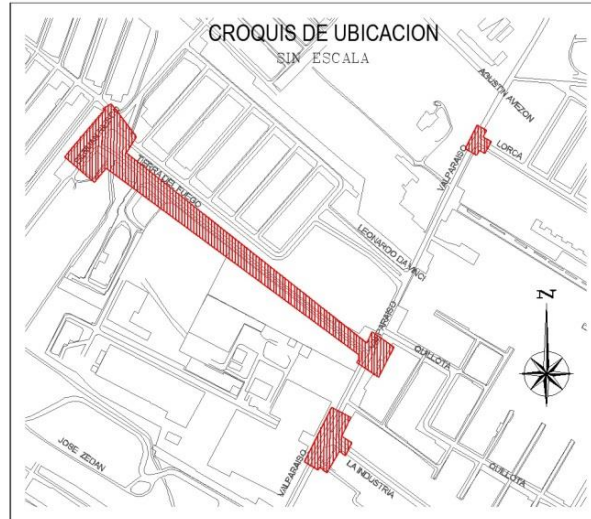 CROQUIS DE UBICACION
SIN ESCALA
AGUSTIN AVEZON
LORCA
VALPARAISO
TIERRA DEL FUEGO
LEONARDO DA VINCI
VALPARAISO
QUILLOTA
N
JOSE ZEDAN
VALPARAISO
LA INDUSTRIA
QUILLOTA